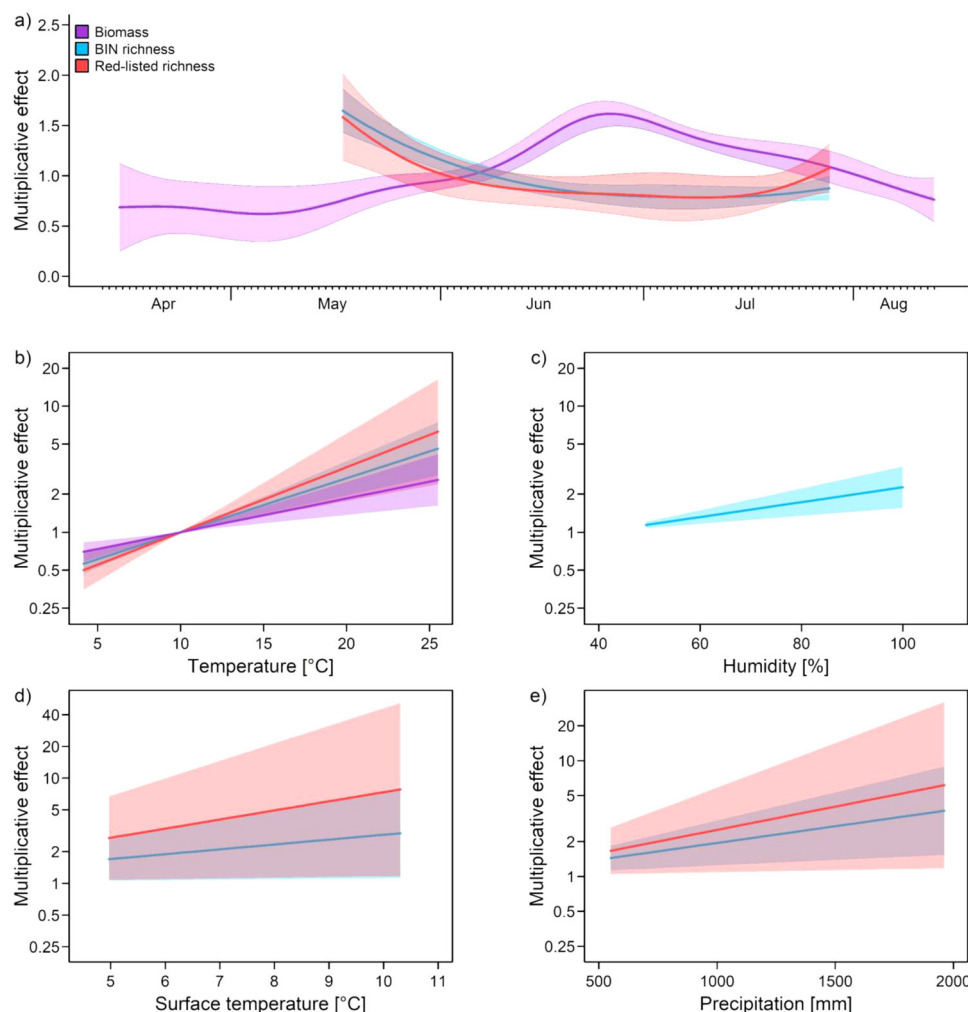 a)
Multiplicative effect
2.5
2.0
1.5
1.0
0.5
0.0
Biomass
BIN richness
Red-listed richness
Apr May Jun Jul Aug
b)
Multiplicative effect
20
10
5
2
1
0.5
0.25
5 10 15 20 25
Temperature [°C]
c)
Multiplicative effect
20
10
5
2
1
0.5
0.25
40 60 80 100
Humidity [%]
d)
Multiplicative effect
40
20
10
5
2
1
0.5
0.25
5 6 7 8 9 10 11
Surface temperature [°C]
e)
Multiplicative effect
20
10
5
2
1
0.5
0.25
500 1000 1500 2000
Precipitation [mm]